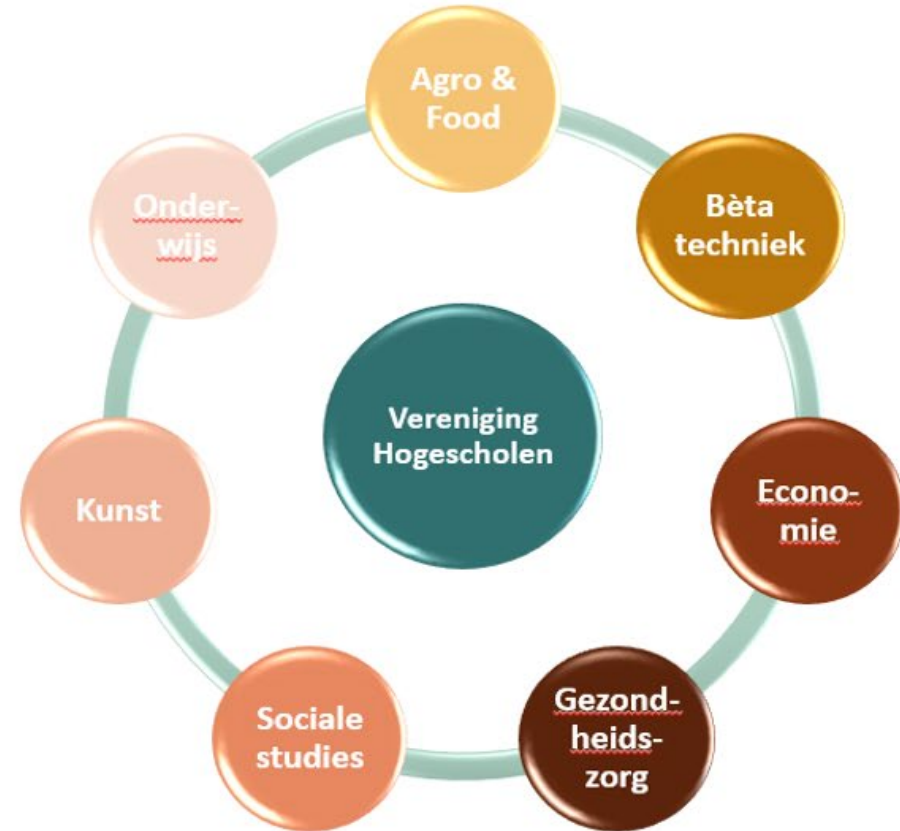 Agro &
Food
Bèta
techniek
Econo-
mie
Gezond-
heids-
zorg
Sociale
studies
Kunst
Onder-
wijs
Vereniging
Hogescholen